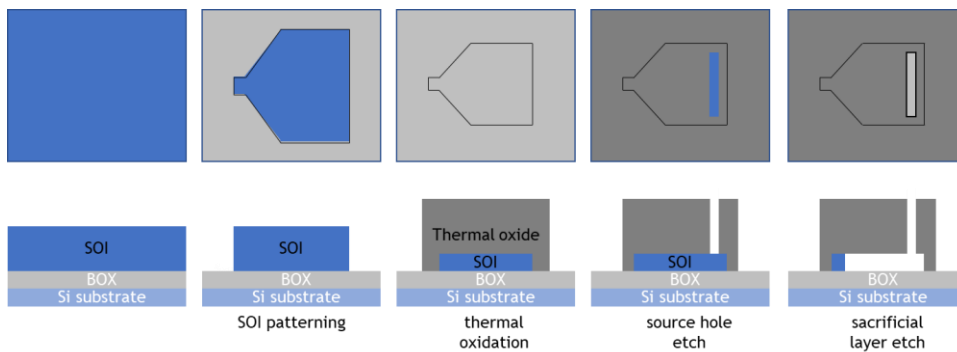 Thermal oxide
SOI
SOI
SOI
SOI
BOX
BOX
BOX
BOX
BOX
Si substrate
Si substrate
Si substrate
Si substrate
Si substrate
SOI patterning
thermal
oxidation
source hole
etch
sacrificial
layer etch